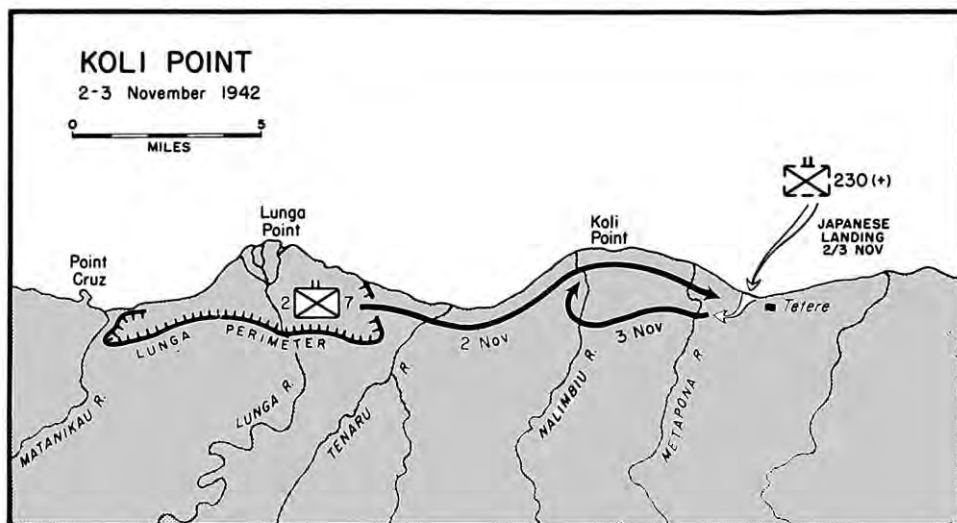 KOLI POINT
2-3 November 1942
0 5
MILES
230(+)
JAPANESE
LANDING
2/3 NOV
Lunga
Point
Koli
Point
Point
Cruz
2 7
Tetere
LUNGA PERIMETER
2 Nov
3 Nov
MATANIKAU R.
LUNGA R.
TENARU R.
NALIMBIU R.
METAPONA R.